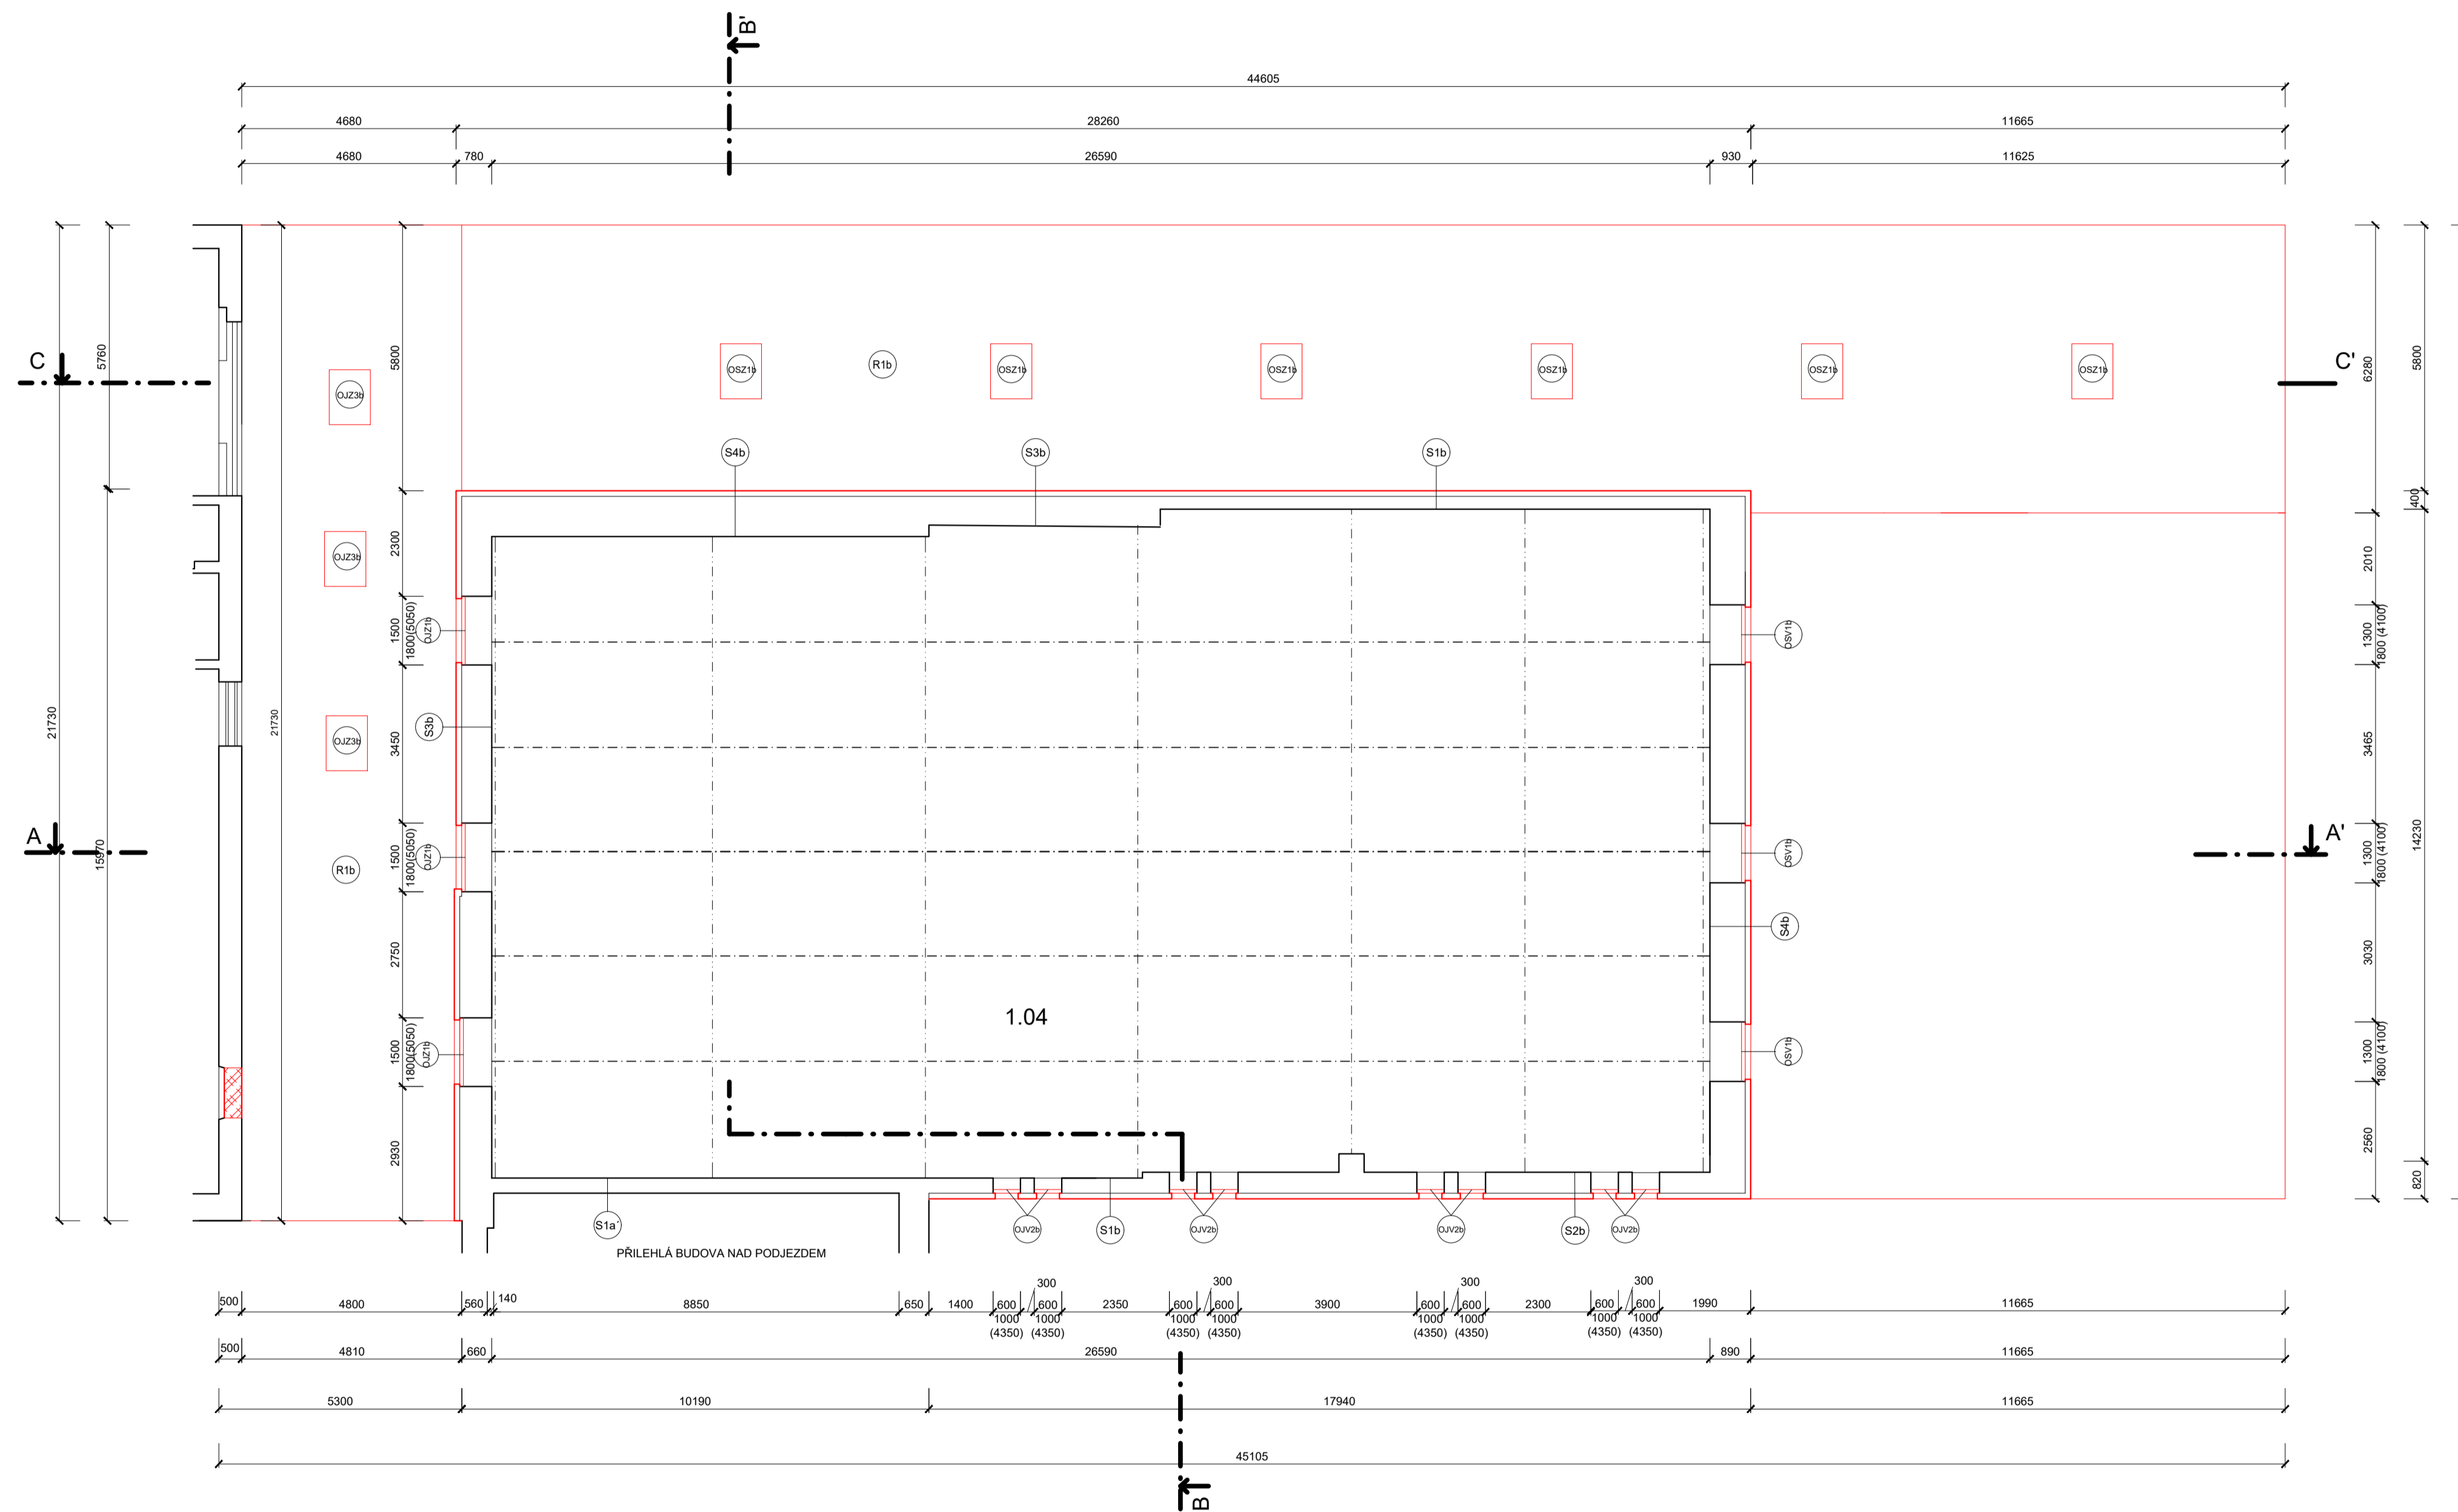 B'
44605
4680
28260
11665
4680
780
26590
930
11625
C
5760
5800
OJZ3b
OSZ1b
R1b
OSZ1b
OSZ1b
OSZ1b
OSZ1b
OSZ1b
C'
6280
5800
S4b
S3b
S1b
400
2300
OJZ3b
2010
1500
1800(5050)
OJZ1b
OSV1b
1300
1800 (4100)
21730
21730
OJZ3b
3450
S3b
3465
A
15970
R1b
1500
1800(5050)
OJZ1b
OSV1b
1300
1800 (4100)
14230
A'
2750
S4b
3030
1.04
1500
1800(5050)
OJZ1b
OSV1b
1300
1800 (4100)
2930
2560
820
S1a´
OJV2b
S1b
OJV2b
OJV2b
S2b
OJV2b
PŘILEHLÁ BUDOVA NAD PODJEZDEM
300
300
300
300
500
4800
560
140
8850
650
1400
600
600
2350
600
600
3900
600
600
2300
600
600
1990
11665
1000
(4350)
1000
(4350)
1000
(4350)
1000
(4350)
1000
(4350)
1000
(4350)
1000
(4350)
1000
(4350)
500
4810
660
26590
890
11665
5300
10190
17940
11665
45105
B